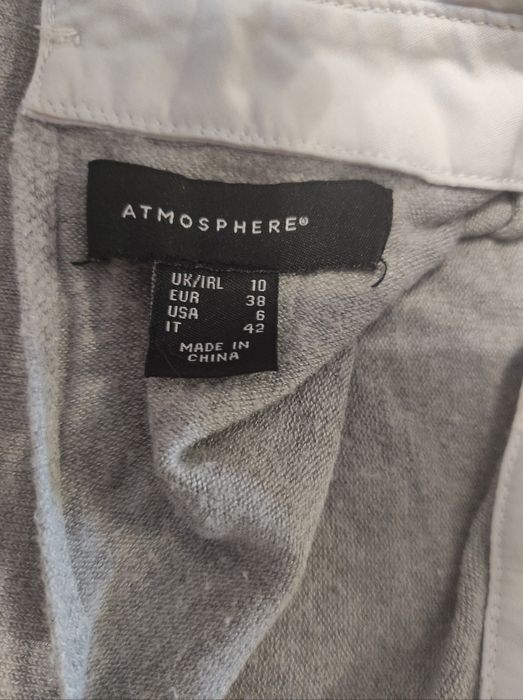 ATMOSPHERE®
UK/IRL 10
EUR 38
USA 6
IT 42
MADE IN
CHINA